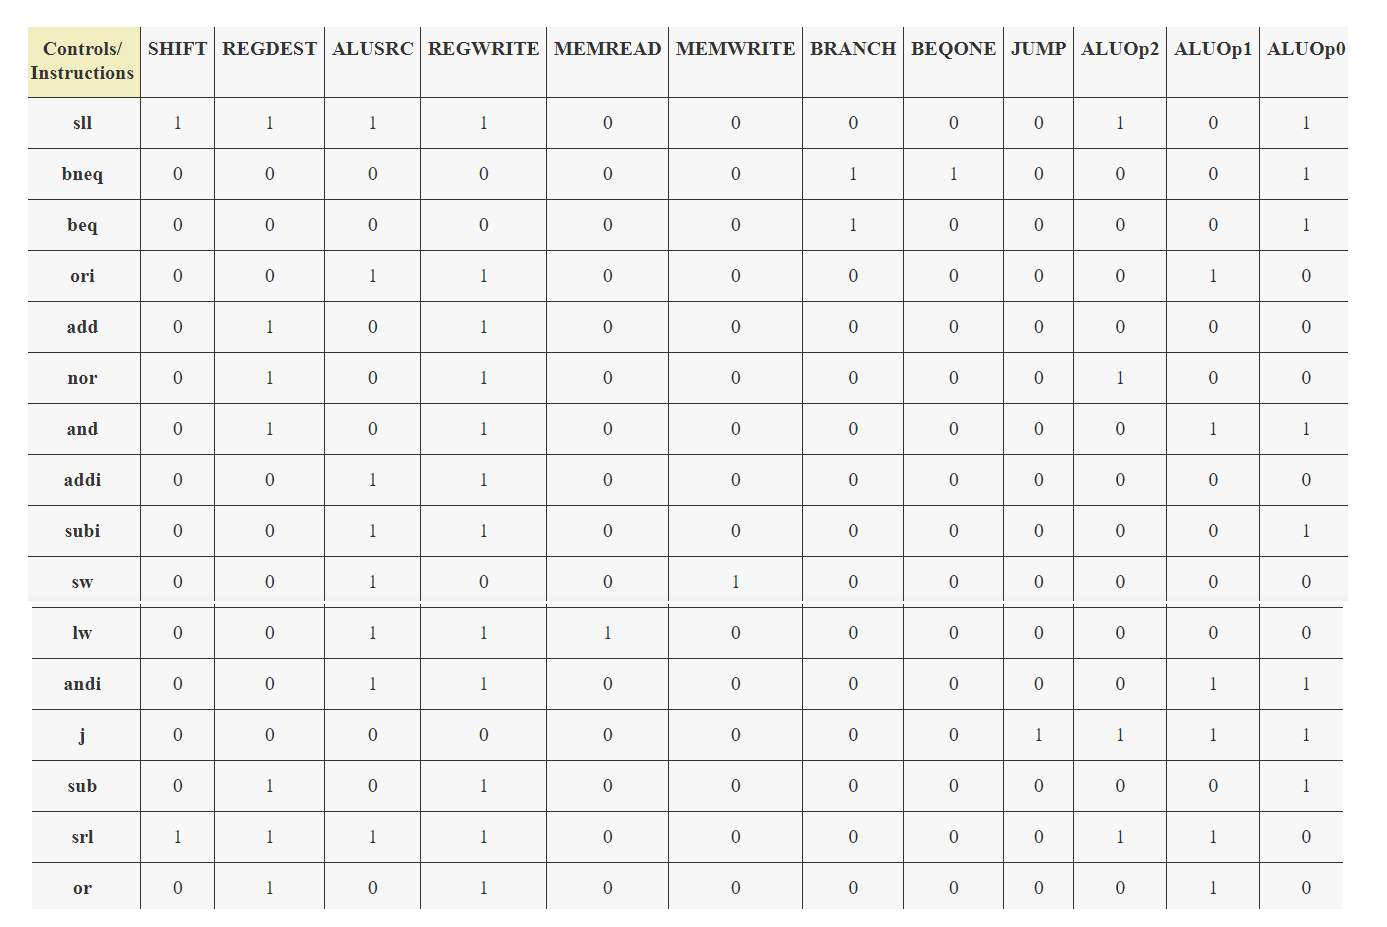 Controls/ Instructions SHIFT REGDEST ALUSRC REGWRITE MEMREAD MEMWRITE BRANCH BEQONE JUMP ALUOp2 ALUOp1 ALUOp0
sll 1 1 1 1 0 0 0 0 0 1 0 1
bneq 0 0 0 0 0 0 1 1 0 0 0 1
beq 0 0 0 0 0 0 1 0 0 0 0 1
ori 0 0 1 1 0 0 0 0 0 0 1 0
add 0 1 0 1 0 0 0 0 0 0 0 0
nor 0 1 0 1 0 0 0 0 0 1 0 0
and 0 1 0 1 0 0 0 0 0 0 1 1
addi 0 0 1 1 0 0 0 0 0 0 0 0
subi 0 0 1 1 0 0 0 0 0 0 0 1
sw 0 0 1 0 0 1 0 0 0 0 0 0
lw 0 0 1 1 1 0 0 0 0 0 0 0
andi 0 0 1 1 0 0 0 0 0 0 1 1
j 0 0 0 0 0 0 0 0 1 1 1 1
sub 0 1 0 1 0 0 0 0 0 0 0 1
srl 1 1 1 1 0 0 0 0 0 1 1 0
or 0 1 0 1 0 0 0 0 0 0 1 0